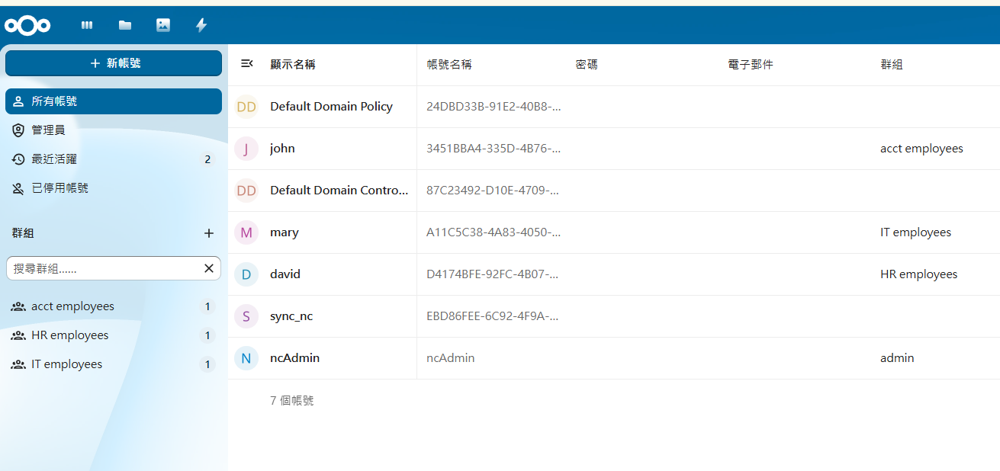 新帳號
所有帳號
管理員
最近活躍 2
已停用帳號
群組
搜尋群組......
acct employees 1
HR employees 1
IT employees 1
顯示名稱 帳號名稱 密碼 電子郵件 群組
DD Default Domain Policy 24DBD33B-91E2-40B8-...
J john 3451BBA4-335D-4B76-... acct employees
DD Default Domain Contro... 87C23492-D10E-4709-...
M mary A11C5C38-4A83-4050-... IT employees
D david D4174BFE-92FC-4B07-... HR employees
S sync_nc EBD86FEE-6C92-4F9A-...
N ncAdmin ncAdmin admin
7 個帳號